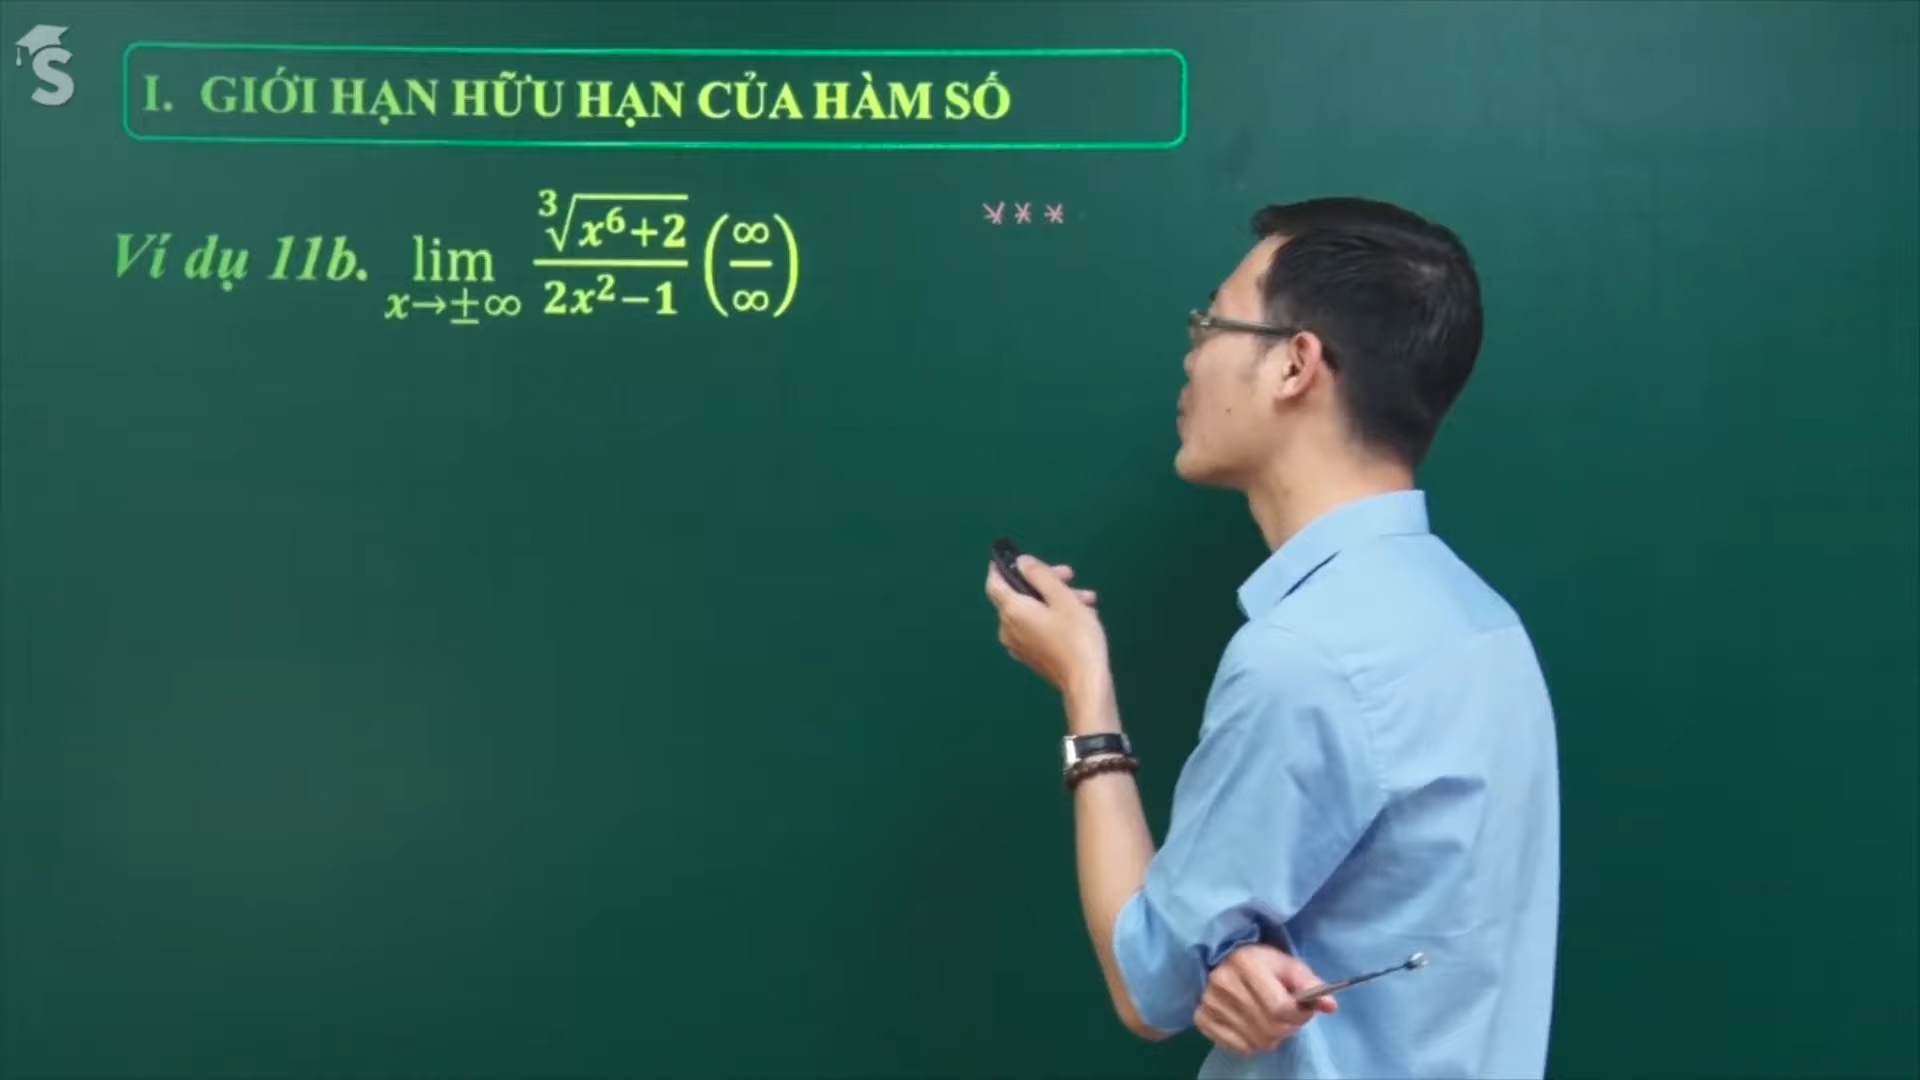 S
I. GIỚI HẠN HỮU HẠN CỦA HÀM SỐ
Ví dụ 11b. lim x→±∞ ∛(x⁶+2) / (2x²−1) (∞/∞)
***